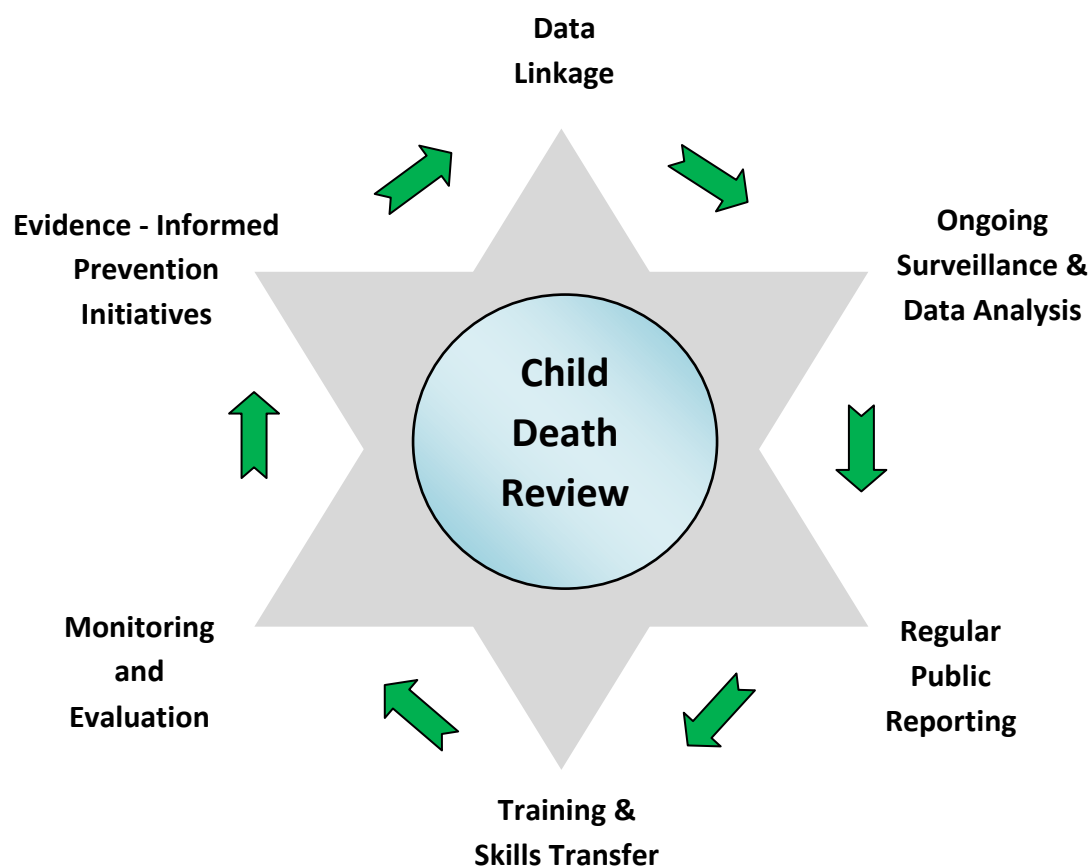 Data
Linkage
Ongoing
Surveillance &
Data Analysis
Regular
Public
Reporting
Training &
Skills Transfer
Monitoring
and
Evaluation
Evidence - Informed
Prevention
Initiatives
Child
Death
Review